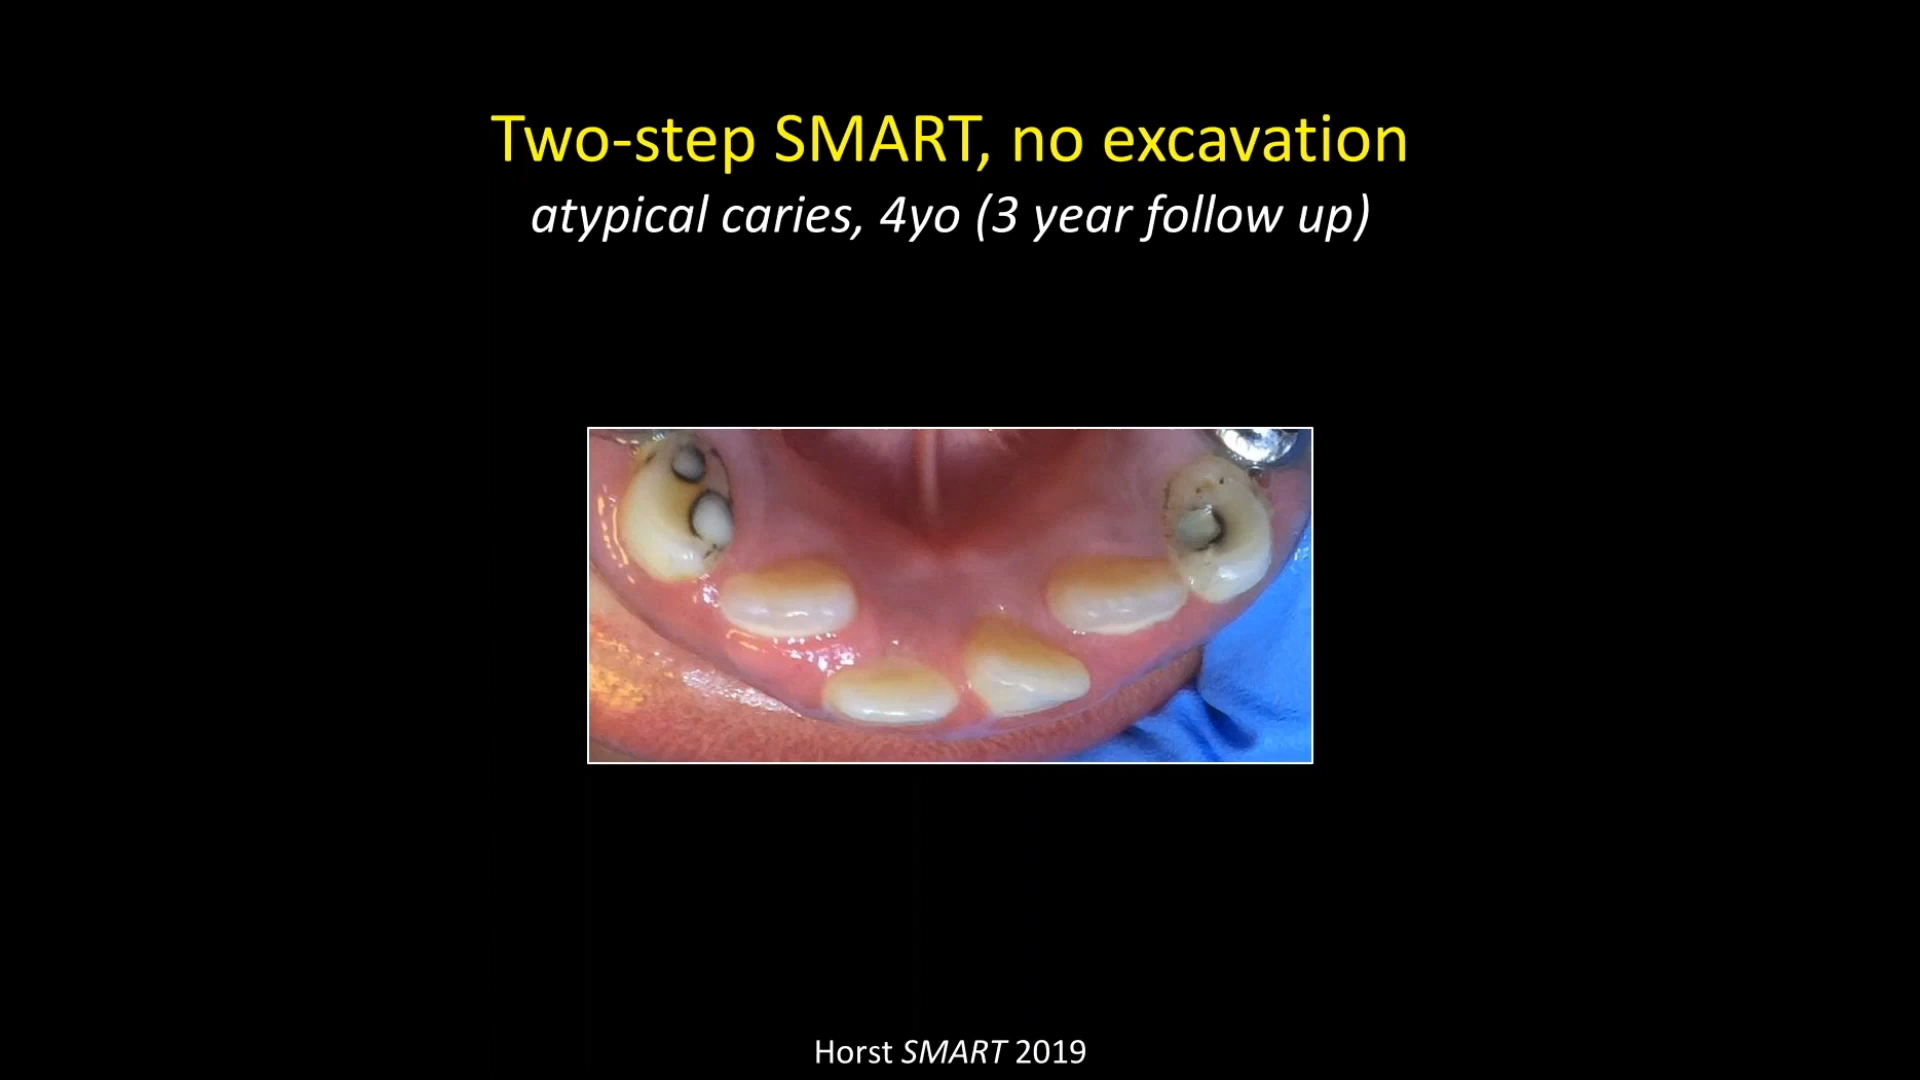 Two-step SMART, no excavation
atypical caries, 4yo (3 year follow up)
Horst SMART 2019